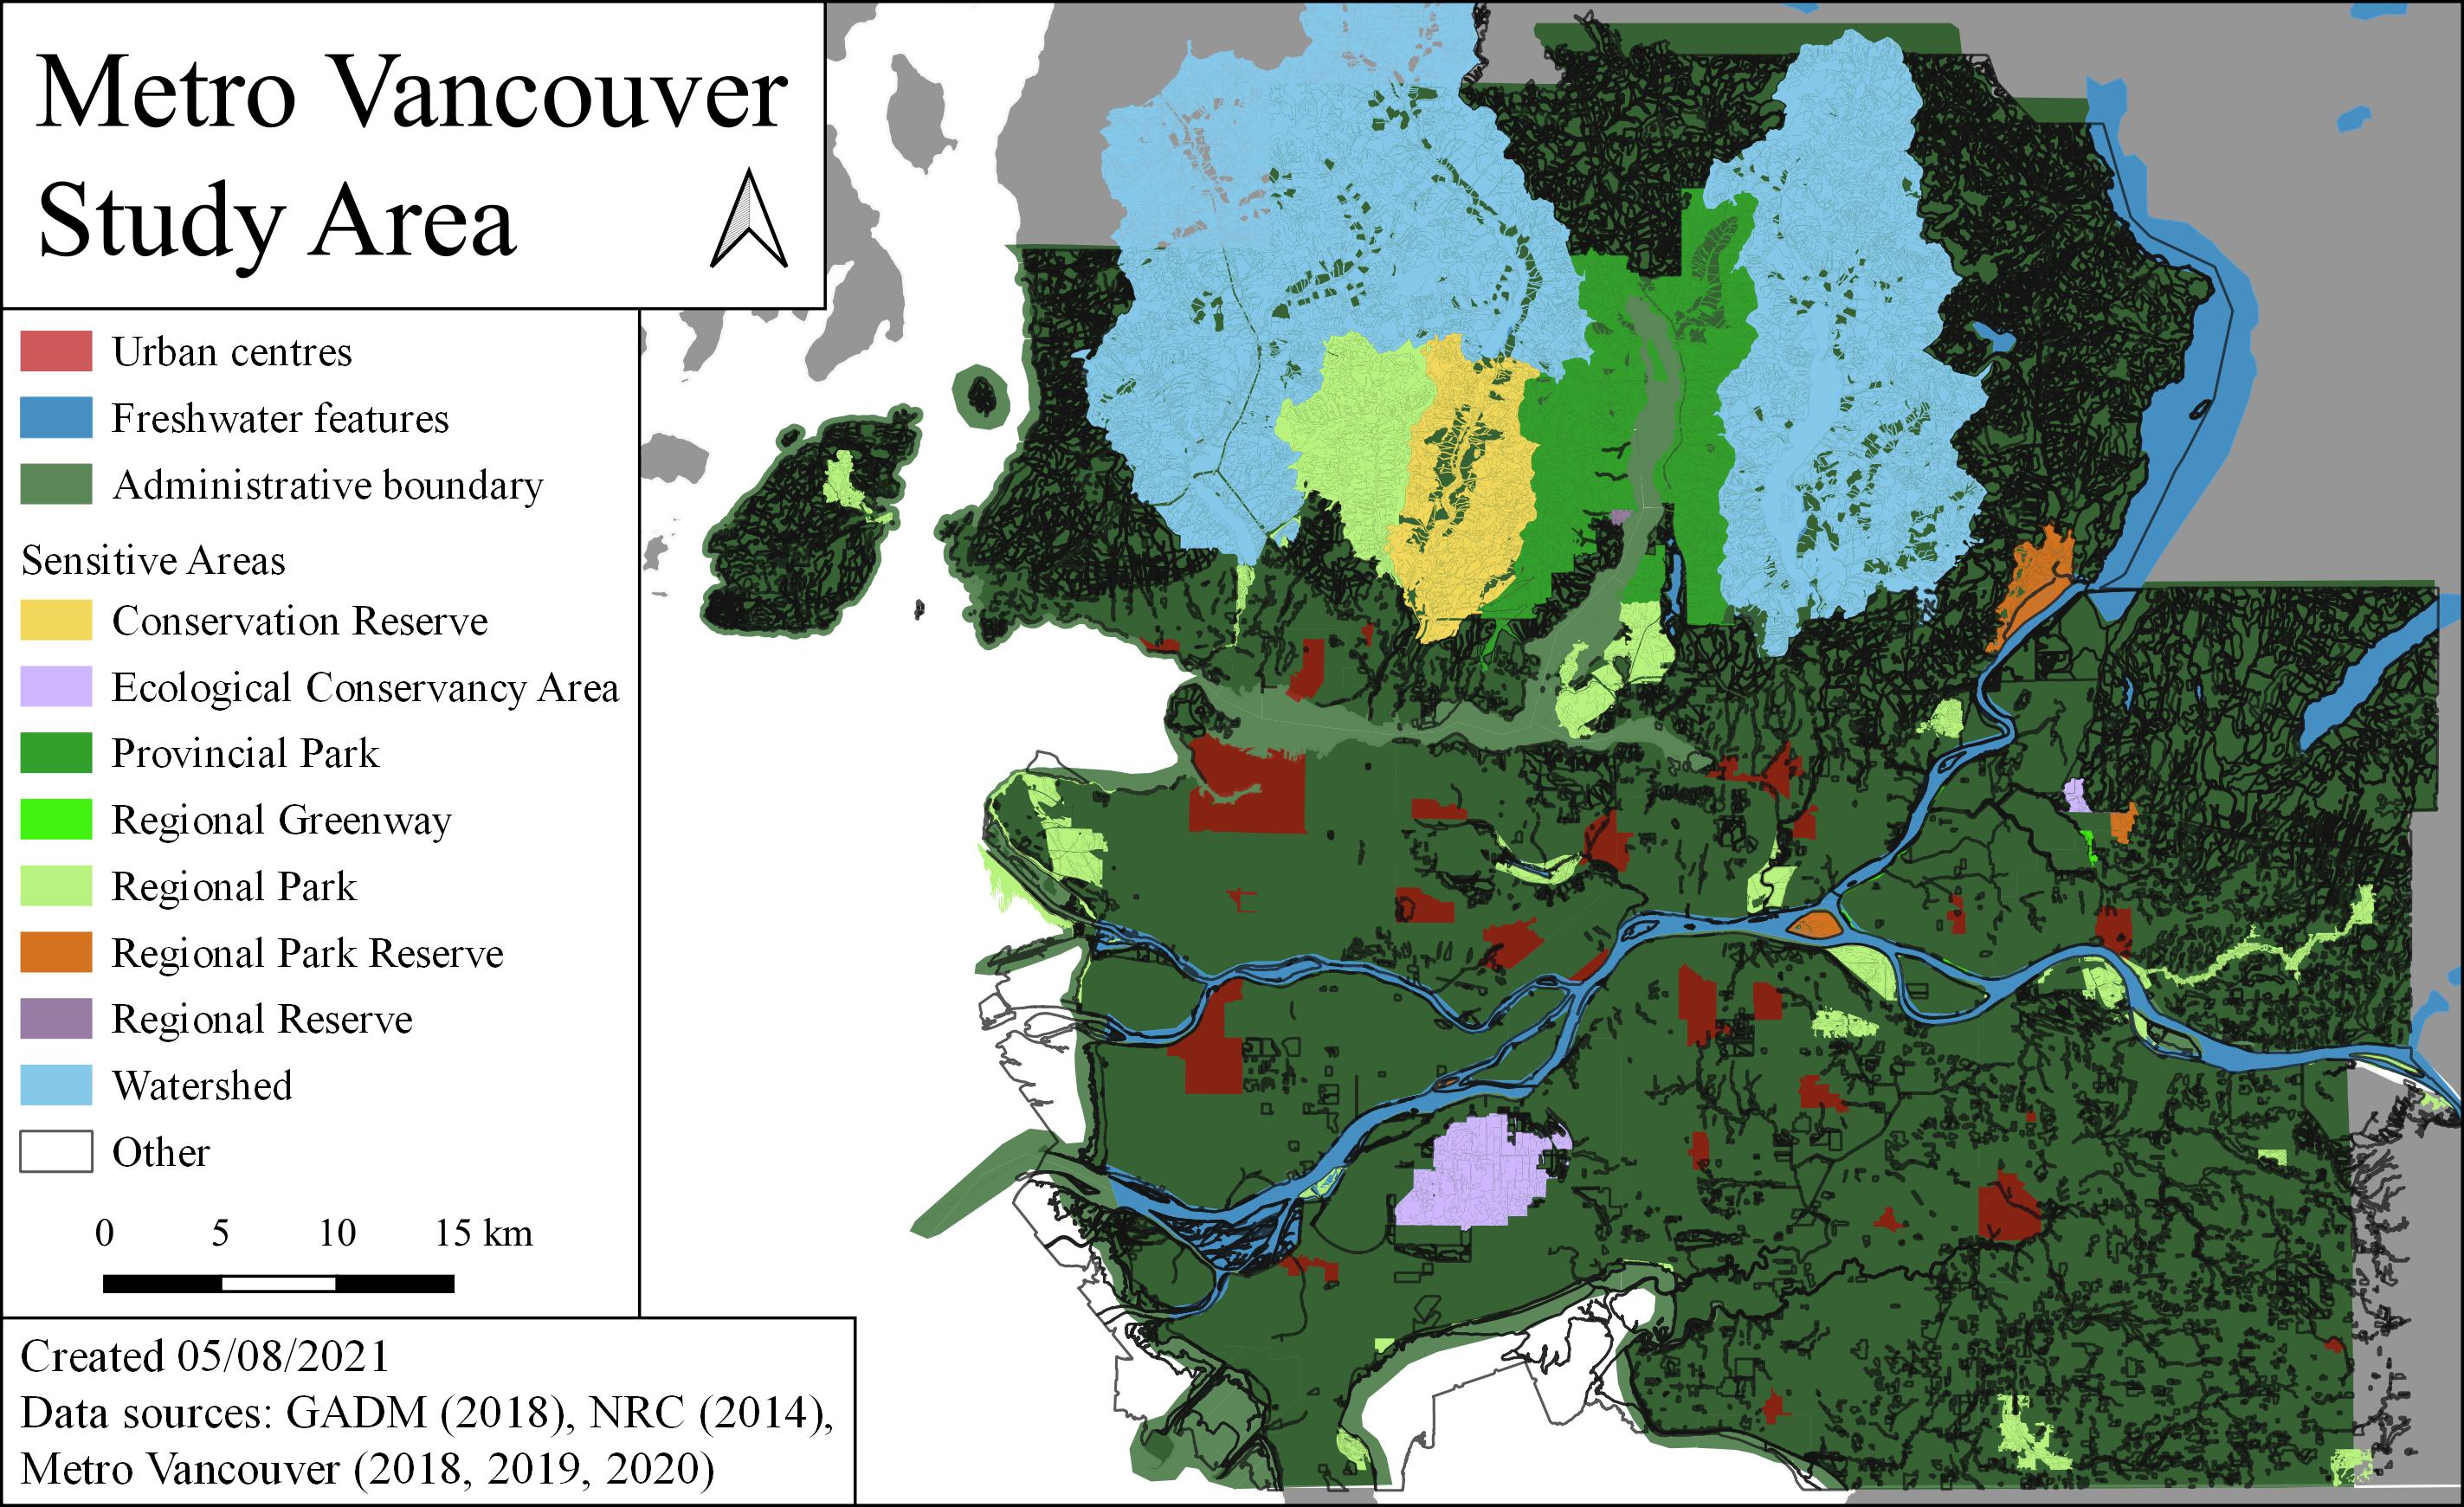 Metro Vancouver
Study Area
Urban centres
Freshwater features
Administrative boundary
Sensitive Areas
Conservation Reserve
Ecological Conservancy Area
Provincial Park
Regional Greenway
Regional Park
Regional Park Reserve
Regional Reserve
Watershed
Other
0 5 10 15 km
Created 05/08/2021
Data sources: GADM (2018), NRC (2014),
Metro Vancouver (2018, 2019, 2020)